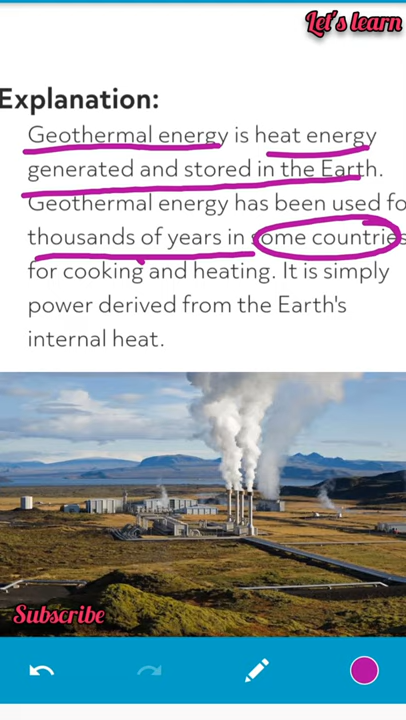 Let's learn
Explanation:
Geothermal energy is heat energy
generated and stored in the Earth.
Geothermal energy has been used fo
thousands of years in some countries
for cooking and heating. It is simply
power derived from the Earth's
internal heat.
Subscribe